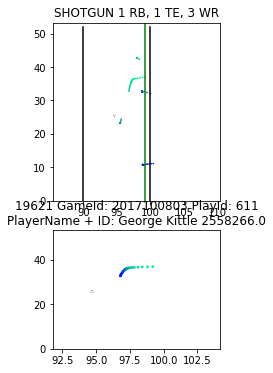 SHOTGUN 1 RB, 1 TE, 3 WR
50
40
30
20
10
0
90 95 100 105 110
19621 GameId: 2017100803 PlayId: 611
PlayerName + ID: George Kittle 2558266.0
40
20
0
92.5 95.0 97.5 100.0 102.5